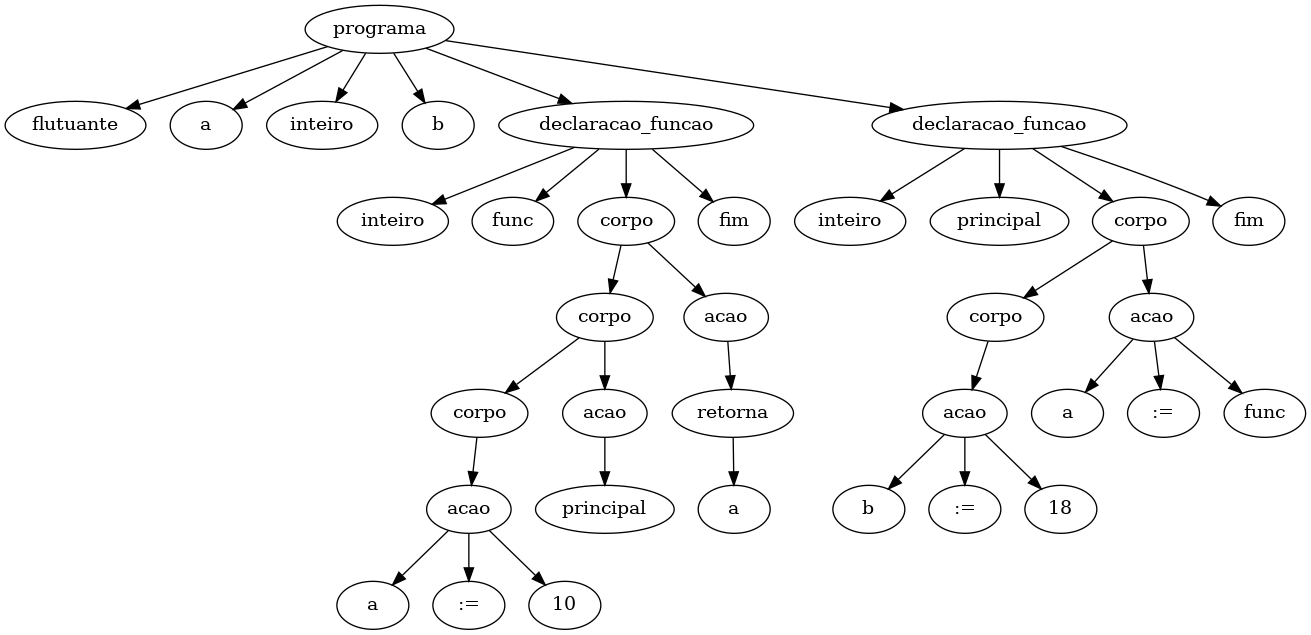 programa
flutuante a inteiro b declaracao_funcao declaracao_funcao
inteiro func corpo fim inteiro principal corpo fim
corpo acao corpo acao
corpo acao retorna acao a := func
acao principal a b := 18
a := 10